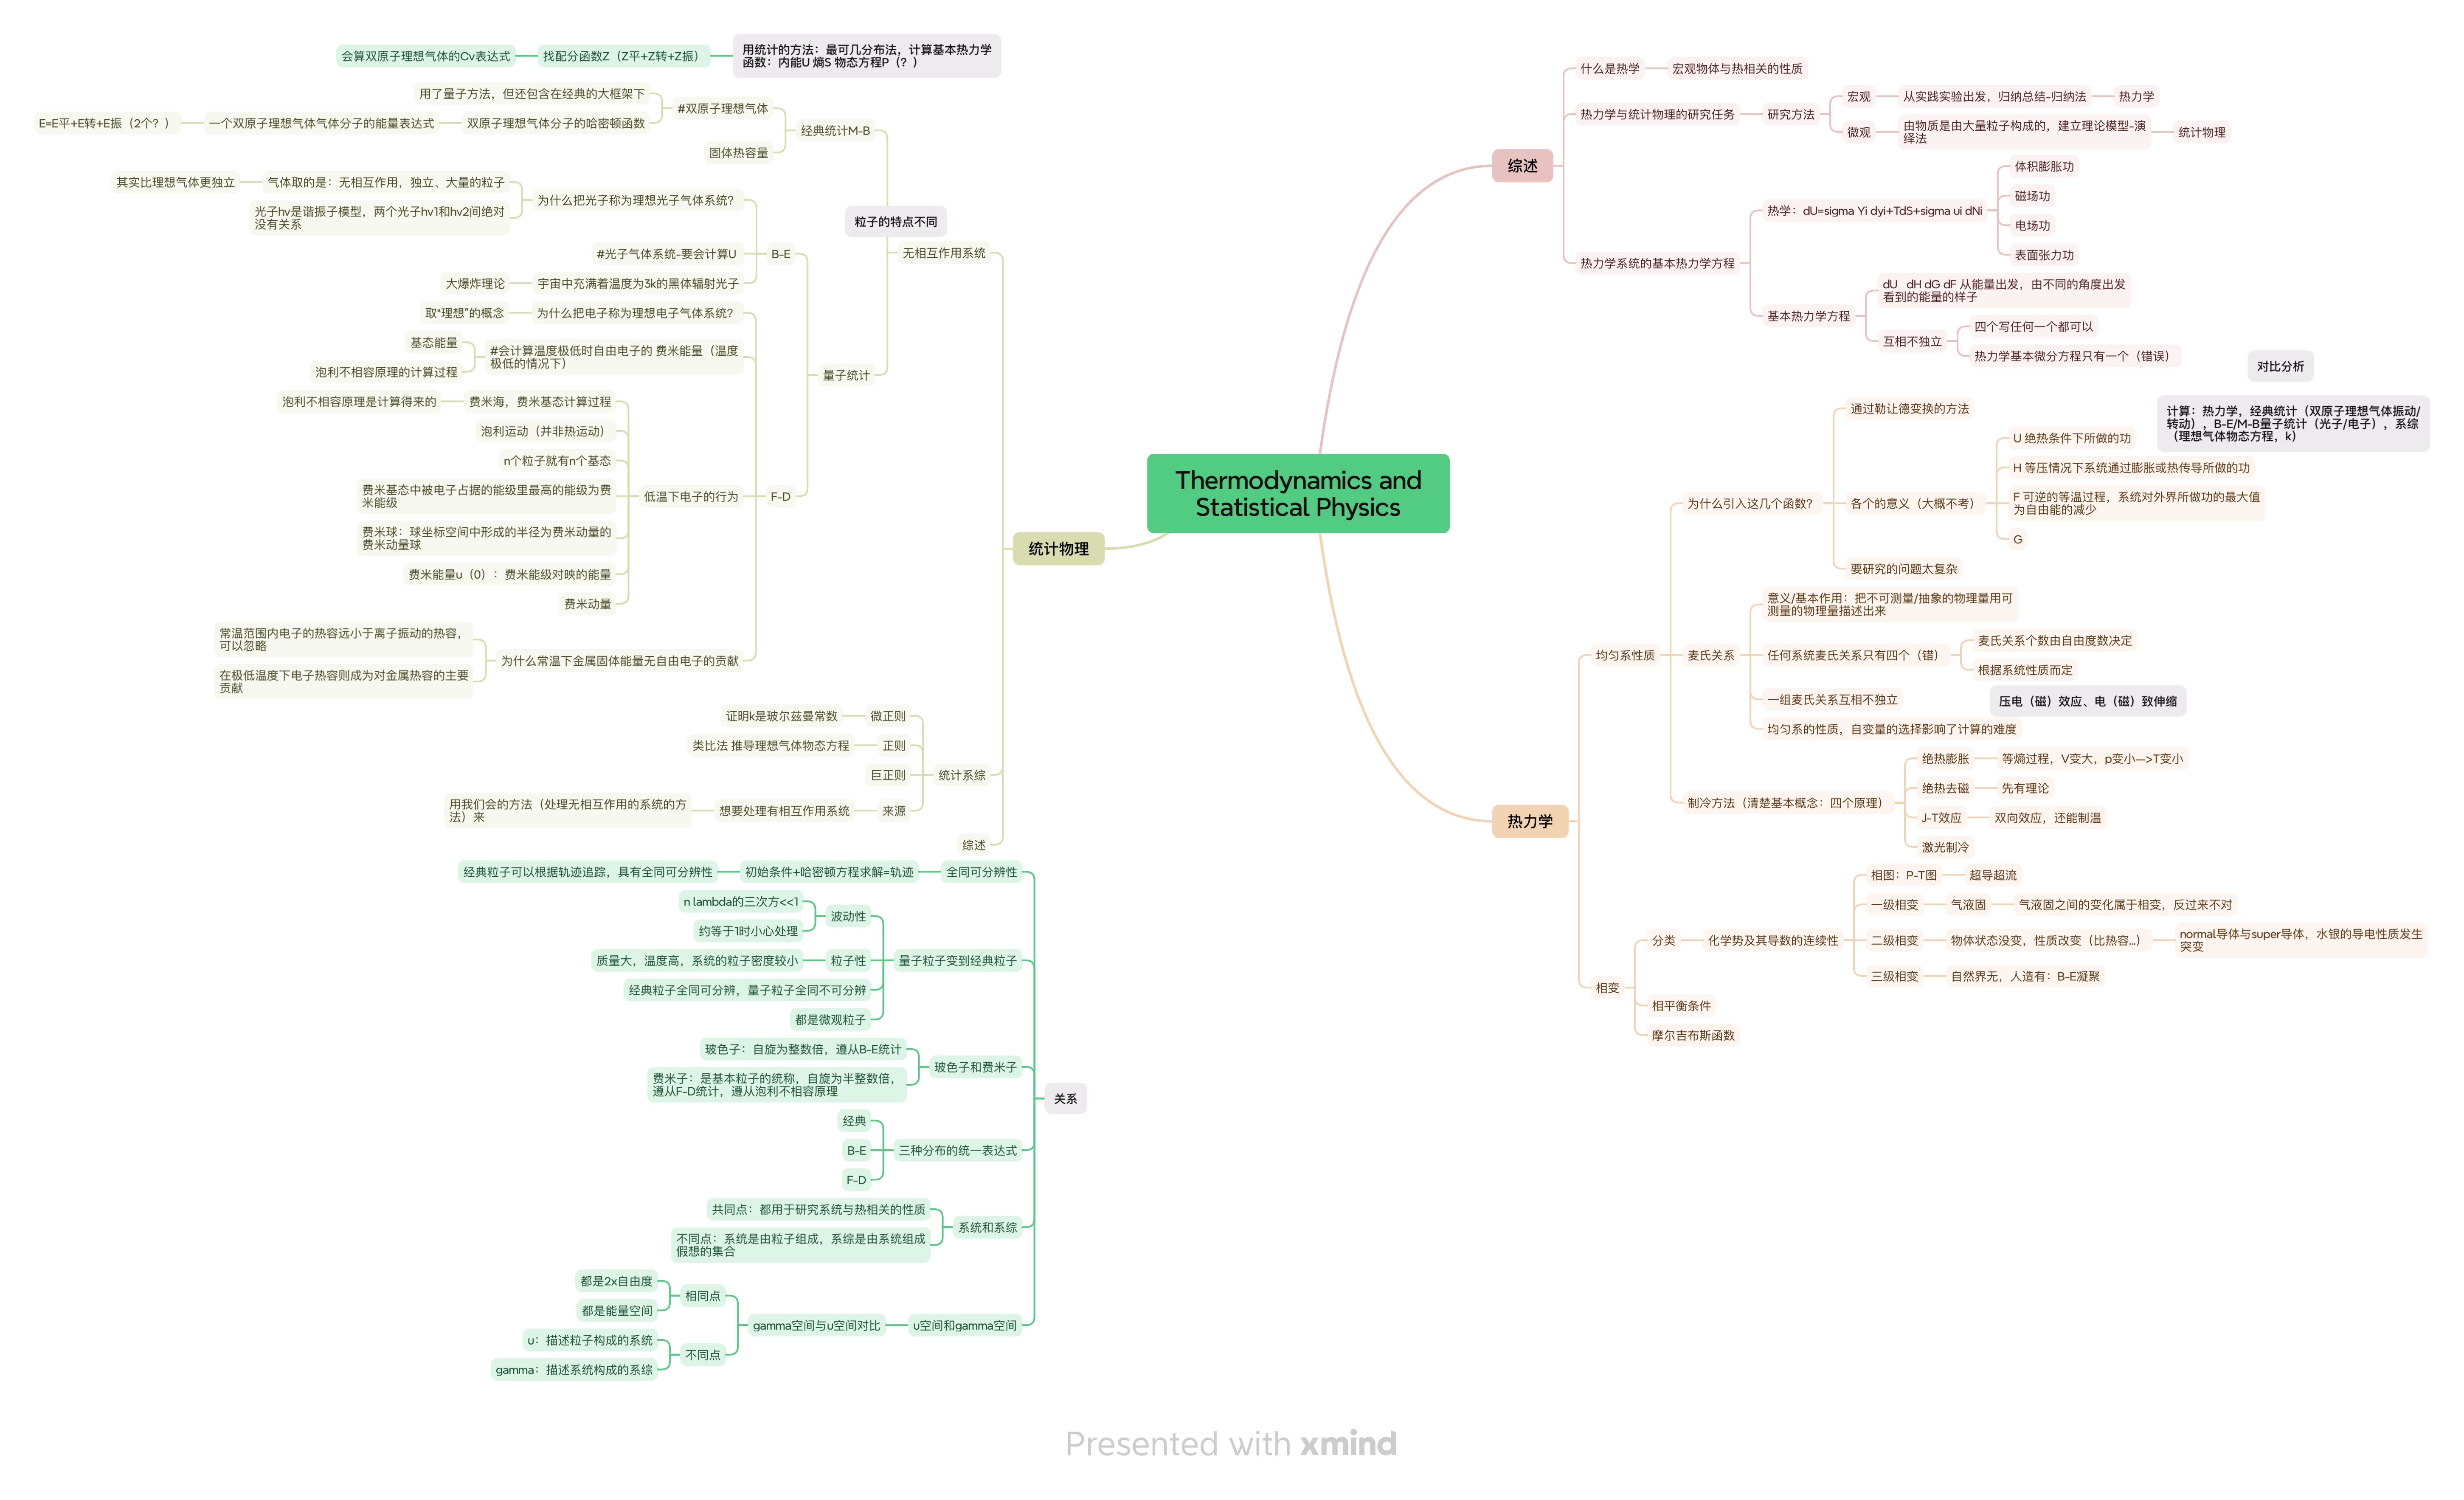 Thermodynamics and
Statistical Physics
综述
什么是热学
宏观物体与热相关的性质
热力学与统计物理的研究任务
研究方法
宏观
从实践实验出发，归纳总结-归纳法
热力学
微观
由物质是由大量粒子构成的，建立理论模型-演
绎法
统计物理
热力学系统的基本热力学方程
热学：dU=sigma Yi dyi+TdS+sigma ui dNi
体积膨胀功
磁场功
电场功
表面张力功
基本热力学方程
dU dH dG dF 从能量出发，由不同的角度出发
看到的能量的样子
互相不独立
四个写任何一个都可以
热力学基本微分方程只有一个（错误）
对比分析
计算：热力学，经典统计（双原子理想气体振动/
转动），B-E/M-B量子统计（光子/电子），系综
（理想气体物态方程，k）
热力学
均匀系性质
为什么引入这几个函数？
通过勒让德变换的方法
各个的意义（大概不考）
U 绝热条件下所做的功
H 等压情况下系统通过膨胀或热传导所做的功
F 可逆的等温过程，系统对外界所做功的最大值
为自由能的减少
G
要研究的问题太复杂
麦氏关系
意义/基本作用：把不可测量/抽象的物理量用可
测量的物理量描述出来
任何系统麦氏关系只有四个（错）
麦氏关系个数由自由度数决定
根据系统性质而定
一组麦氏关系互相不独立
压电（磁）效应、电（磁）致伸缩
均匀系的性质，自变量的选择影响了计算的难度
制冷方法（清楚基本概念：四个原理）
绝热膨胀
等熵过程，V变大，p变小—>T变小
绝热去磁
先有理论
J-T效应
双向效应，还能制温
激光制冷
相变
分类
化学势及其导数的连续性
相图：P-T图
超导超流
一级相变
气液固
气液固之间的变化属于相变，反过来不对
二级相变
物体状态没变，性质改变（比热容...）
normal导体与super导体，水银的导电性质发生
突变
三级相变
自然界无，人造有：B-E凝聚
相平衡条件
摩尔吉布斯函数
统计物理
用统计的方法：最可几分布法，计算基本热力学
函数：内能U 熵S 物态方程P（？）
找配分函数Z（Z平+Z转+Z振）
会算双原子理想气体的Cv表达式
无相互作用系统
粒子的特点不同
经典统计M-B
#双原子理想气体
用了量子方法，但还包含在经典的大框架下
双原子理想气体分子的哈密顿函数
一个双原子理想气体气体分子的能量表达式
E=E平+E转+E振（2个？）
固体热容量
量子统计
B-E
为什么把光子称为理想光子气体系统？
气体取的是：无相互作用，独立、大量的粒子
其实比理想气体更独立
光子hv是谐振子模型，两个光子hv1和hv2间绝对
没有关系
#光子气体系统-要会计算U
宇宙中充满着温度为3k的黑体辐射光子
大爆炸理论
F-D
为什么把电子称为理想电子气体系统？
取“理想”的概念
#会计算温度极低时自由电子的 费米能量（温度
极低的情况下）
基态能量
泡利不相容原理的计算过程
低温下电子的行为
费米海，费米基态计算过程
泡利不相容原理是计算得来的
泡利运动（并非热运动）
n个粒子就有n个基态
费米基态中被电子占据的能级里最高的能级为费
米能级
费米球：球坐标空间中形成的半径为费米动量的
费米动量球
费米能量u（0）：费米能级对映的能量
费米动量
为什么常温下金属固体能量无自由电子的贡献
常温范围内电子的热容远小于离子振动的热容，
可以忽略
在极低温度下电子热容则成为对金属热容的主要
贡献
统计系综
微正则
证明k是玻尔兹曼常数
正则
类比法 推导理想气体物态方程
巨正则
来源
想要处理有相互作用系统
用我们会的方法（处理无相互作用的系统的方
法）来
综述
关系
全同可分辨性
初始条件+哈密顿方程求解=轨迹
经典粒子可以根据轨迹追踪，具有全同可分辨性
量子粒子变到经典粒子
波动性
n lambda的三次方<<1
约等于1时小心处理
粒子性
质量大，温度高，系统的粒子密度较小
经典粒子全同可分辨，量子粒子全同不可分辨
都是微观粒子
玻色子和费米子
玻色子：自旋为整数倍，遵从B-E统计
费米子：是基本粒子的统称，自旋为半整数倍，
遵从F-D统计，遵从泡利不相容原理
三种分布的统一表达式
经典
B-E
F-D
系统和系综
共同点：都用于研究系统与热相关的性质
不同点：系统是由粒子组成，系综是由系统组成
假想的集合
u空间和gamma空间
gamma空间与u空间对比
相同点
都是2x自由度
都是能量空间
不同点
u：描述粒子构成的系统
gamma：描述系统构成的系综
Presented with xmind